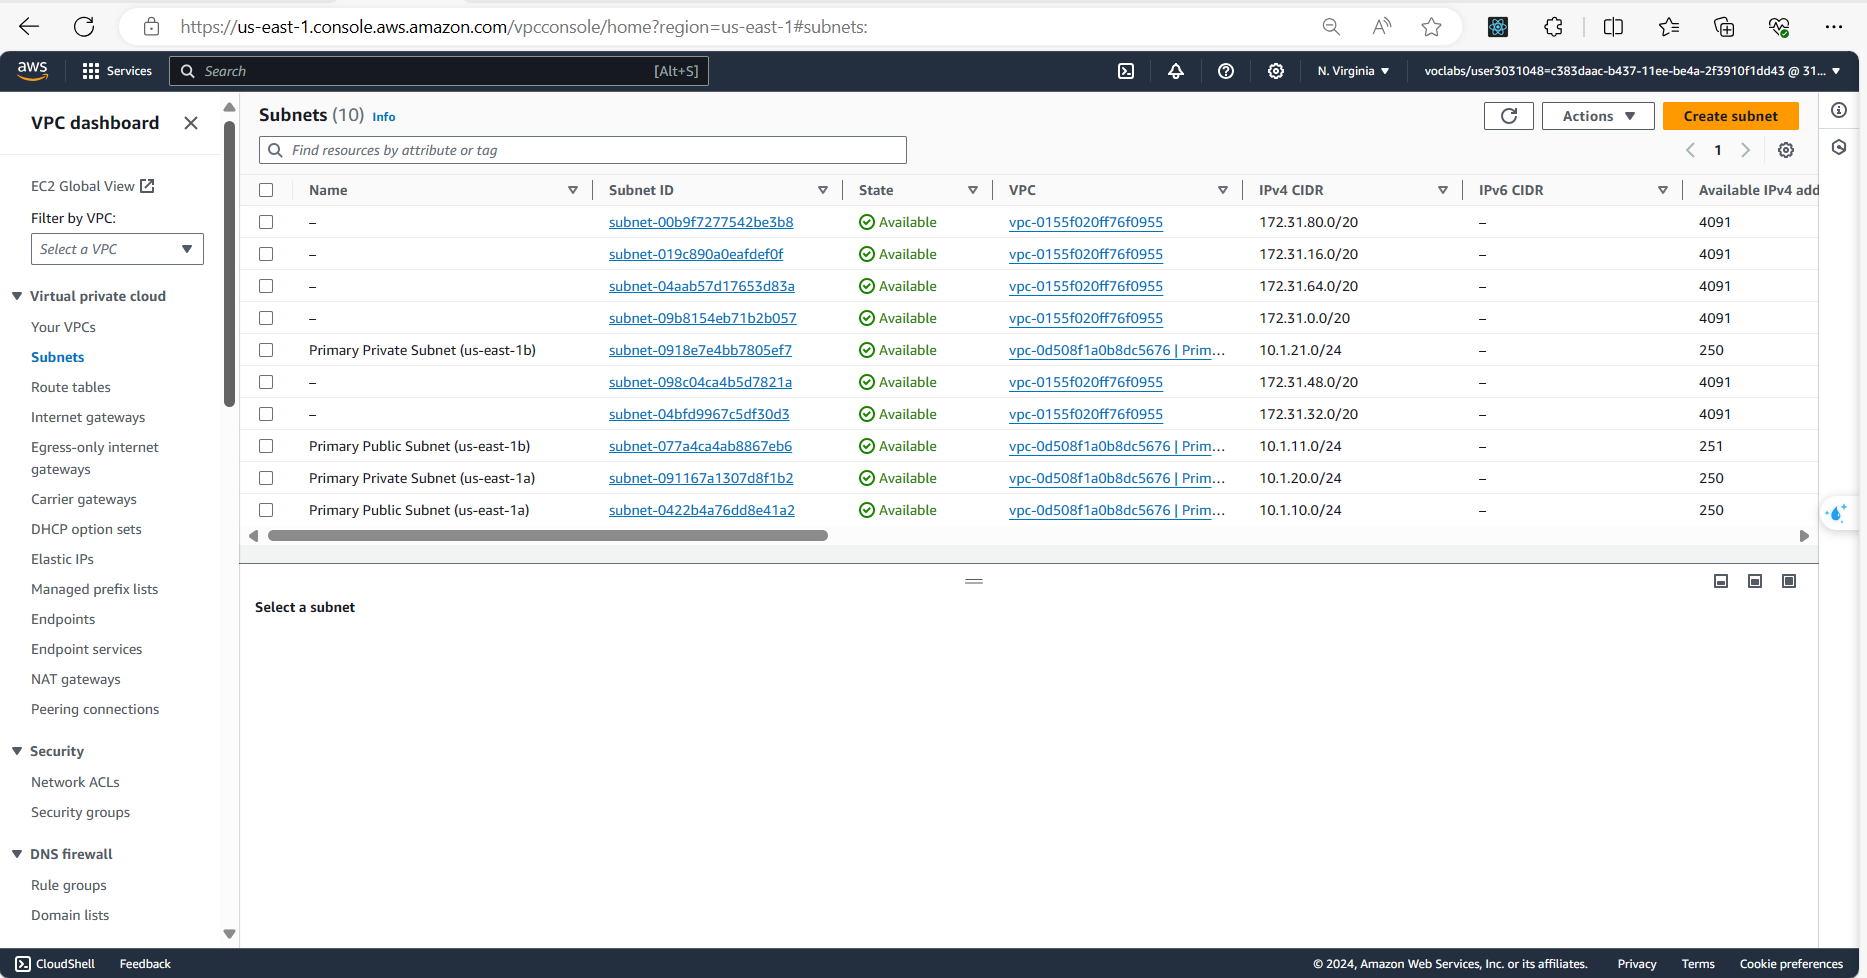 https://us-east-1.console.aws.amazon.com/vpcconsole/home?region=us-east-1#subnets:
aws Services Search [Alt+S] N. Virginia voclabs/user3031048=c383daac-b437-11ee-be4a-2f3910f1dd43 @ 31...
VPC dashboard
EC2 Global View
Filter by VPC:
Select a VPC
Virtual private cloud
Your VPCs
Subnets
Route tables
Internet gateways
Egress-only internet
gateways
Carrier gateways
DHCP option sets
Elastic IPs
Managed prefix lists
Endpoints
Endpoint services
NAT gateways
Peering connections
Security
Network ACLs
Security groups
DNS firewall
Rule groups
Domain lists
Subnets (10) Info
Actions Create subnet
Find resources by attribute or tag
1
Name Subnet ID State VPC IPv4 CIDR IPv6 CIDR Available IPv4 add
– subnet-00b9f7277542be3b8 Available vpc-0155f020ff76f0955 172.31.80.0/20 – 4091
– subnet-019c890a0eafdef0f Available vpc-0155f020ff76f0955 172.31.16.0/20 – 4091
– subnet-04aab57d17653d83a Available vpc-0155f020ff76f0955 172.31.64.0/20 – 4091
– subnet-09b8154eb71b2b057 Available vpc-0155f020ff76f0955 172.31.0.0/20 – 4091
Primary Private Subnet (us-east-1b) subnet-0918e7e4bb7805ef7 Available vpc-0d508f1a0b8dc5676 | Prim... 10.1.21.0/24 – 250
– subnet-098c04ca4b5d7821a Available vpc-0155f020ff76f0955 172.31.48.0/20 – 4091
– subnet-04bfd9967c5df30d3 Available vpc-0155f020ff76f0955 172.31.32.0/20 – 4091
Primary Public Subnet (us-east-1b) subnet-077a4ca4ab8867eb6 Available vpc-0d508f1a0b8dc5676 | Prim... 10.1.11.0/24 – 251
Primary Private Subnet (us-east-1a) subnet-091167a1307d8f1b2 Available vpc-0d508f1a0b8dc5676 | Prim... 10.1.20.0/24 – 250
Primary Public Subnet (us-east-1a) subnet-0422b4a76dd8e41a2 Available vpc-0d508f1a0b8dc5676 | Prim... 10.1.10.0/24 – 250
Select a subnet
CloudShell Feedback © 2024, Amazon Web Services, Inc. or its affiliates. Privacy Terms Cookie preferences